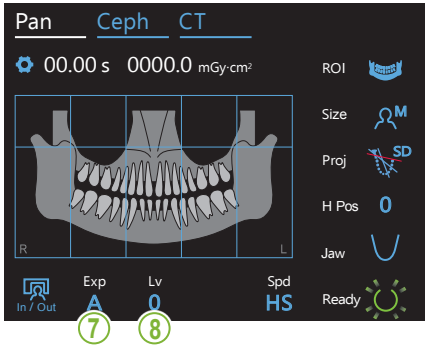 Pan Ceph CT
00.00 s 0000.0 mGy·cm²
ROI
Size M
Proj SD
H Pos 0
R L
Jaw
In / Out
Exp Lv Spd
A 0 HS
Ready
⑦ ⑧